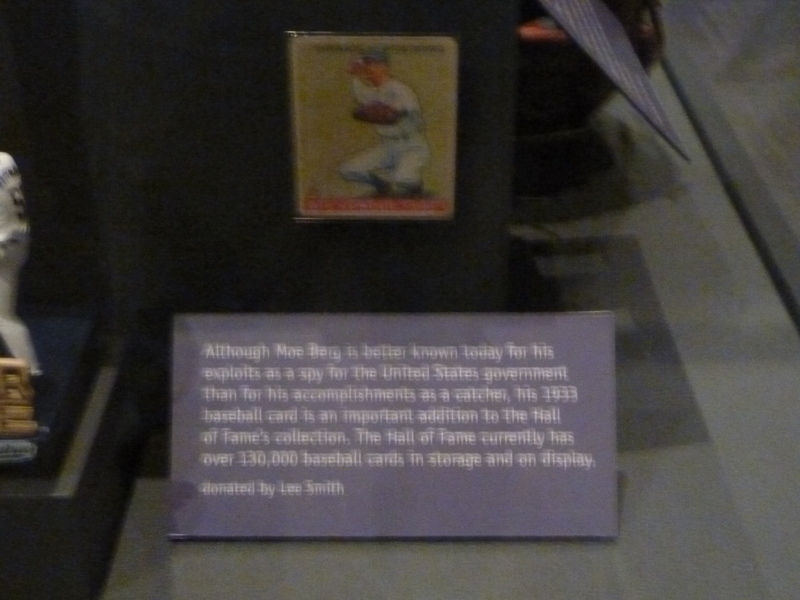 Although Moe Berg is better known today for his
exploits as a spy for the United States government
than for his accomplishments as a catcher, his 1933
baseball card is an important addition to the Hall
of Fame's collection. The Hall of Fame currently has
over 130,000 baseball cards in storage and on display.
donated by Lee Smith